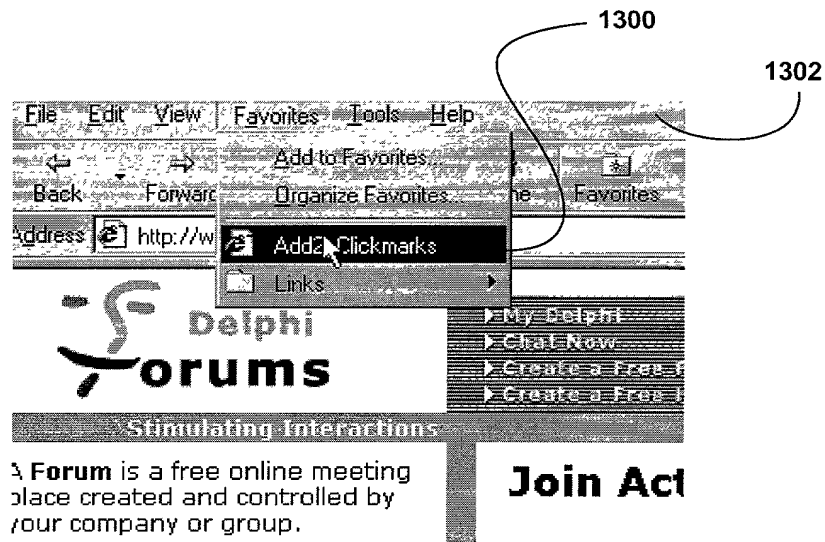 1300
1302
File Edit View Favorites Tools Help
Add to Favorites...
Back Forward Organize Favorites... Favorites
Address http://w Add2 Clickmarks
Links
Delphi
Forums
My Delphi
Chat Now
Create a Free
Create a Free
Stimulating Interactions
A Forum is a free online meeting
place created and controlled by
your company or group.
Join Act